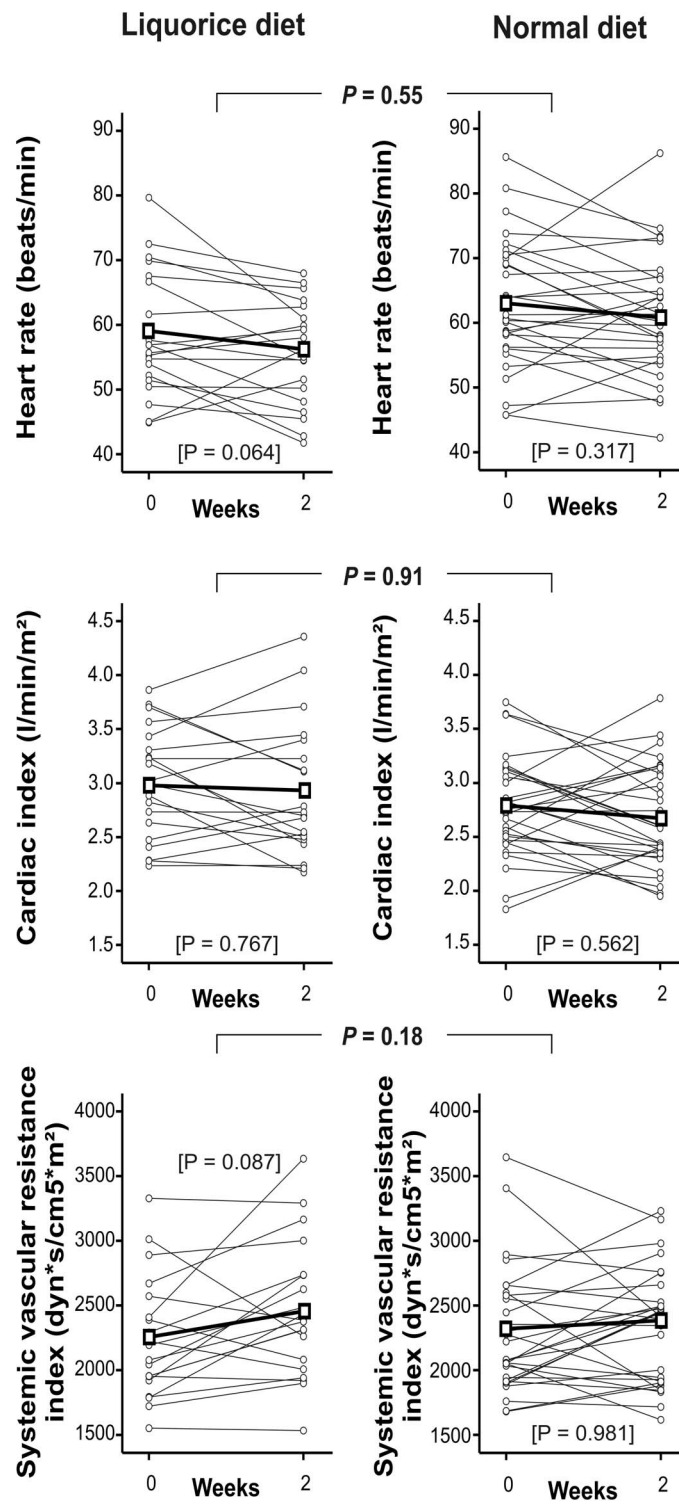 Liquorice diet
Normal diet
P = 0.55
Heart rate (beats/min)
90
80
70
60
50
40
[P = 0.064]
0
Weeks
2
Heart rate (beats/min)
90
80
70
60
50
40
[P = 0.317]
0
Weeks
2
P = 0.91
Cardiac index (l/min/m²)
4.5
4.0
3.5
3.0
2.5
2.0
1.5
[P = 0.767]
0
Weeks
2
Cardiac index (l/min/m²)
4.5
4.0
3.5
3.0
2.5
2.0
1.5
[P = 0.562]
0
Weeks
2
P = 0.18
Systemic vascular resistance
index (dyn*s/cm5*m²)
4000
3500
3000
2500
2000
1500
[P = 0.087]
0
Weeks
2
Systemic vascular resistance
index (dyn*s/cm5*m²)
4000
3500
3000
2500
2000
1500
[P = 0.981]
0
Weeks
2